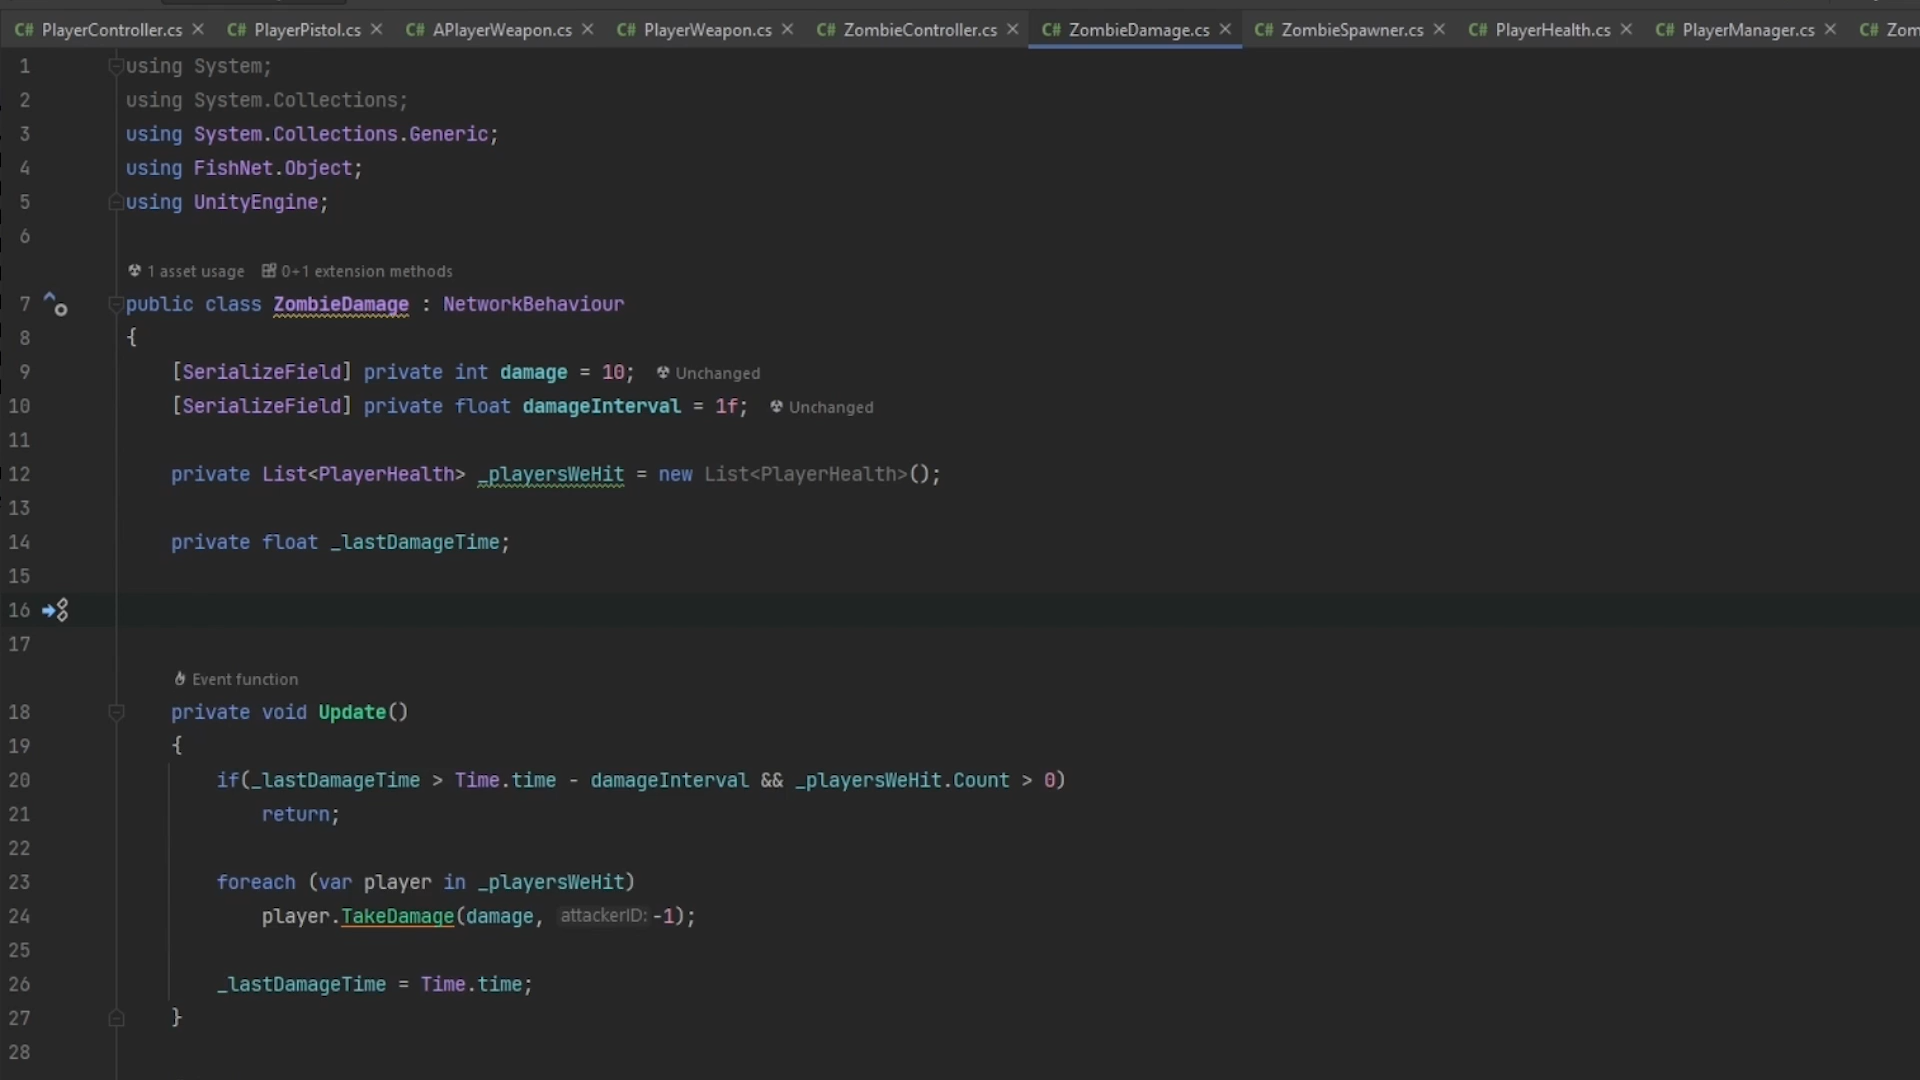 C# PlayerController.cs × C# PlayerPistol.cs × C# APlayerWeapon.cs × C# PlayerWeapon.cs × C# ZombieController.cs × C# ZombieDamage.cs × C# ZombieSpawner.cs × C# PlayerHealth.cs × C# PlayerManager.cs × C# Zom
1 using System;
2 using System.Collections;
3 using System.Collections.Generic;
4 using FishNet.Object;
5 using UnityEngine;
6
1 asset usage 0+1 extension methods
7 public class ZombieDamage : NetworkBehaviour
8 {
9 [SerializeField] private int damage = 10; Unchanged
10 [SerializeField] private float damageInterval = 1f; Unchanged
11
12 private List<PlayerHealth> _playersWeHit = new List<PlayerHealth>();
13
14 private float _lastDamageTime;
15
16
17
Event function
18 private void Update()
19 {
20 if(_lastDamageTime > Time.time - damageInterval && _playersWeHit.Count > 0)
21 return;
22
23 foreach (var player in _playersWeHit)
24 player.TakeDamage(damage, attackerID: -1);
25
26 _lastDamageTime = Time.time;
27 }
28